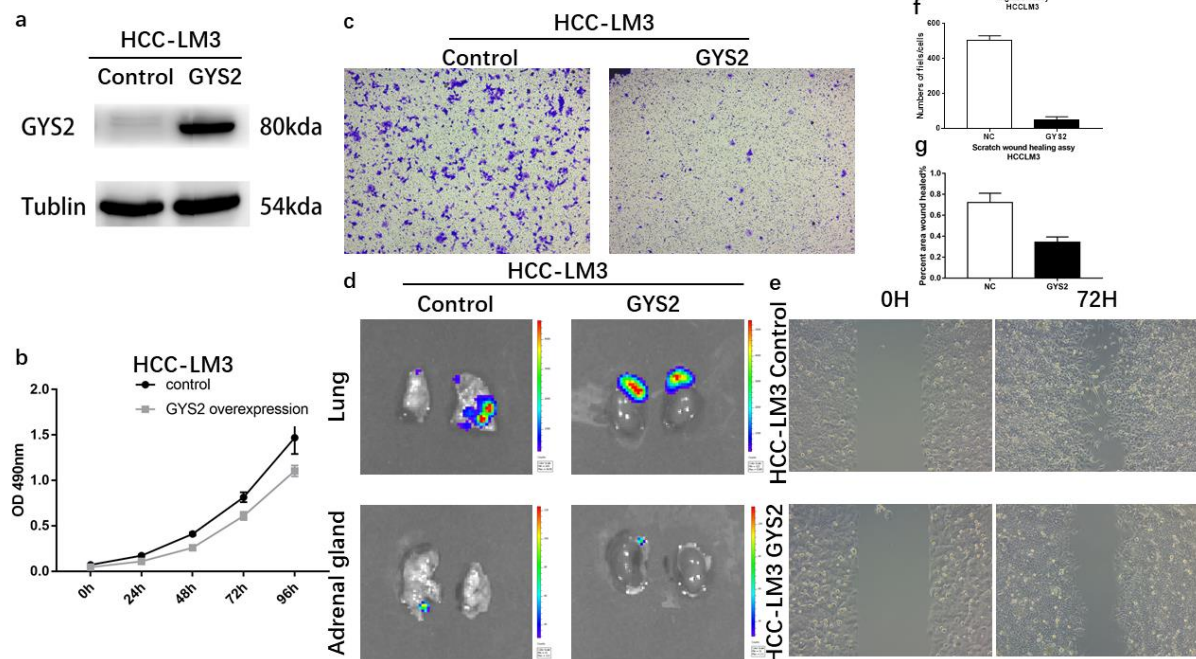 a
HCC-LM3
Control GYS2
GYS2 80kda
Tublin 54kda
b
HCC-LM3
control
GYS2 overexpression
OD 490nm
2.0
1.5
1.0
0.5
0.0
0h 24h 48h 72h 96h
c
HCC-LM3
Control GYS2
d
HCC-LM3
Control GYS2
Lung
Adrenal gland
f
HCCLM3
Numbers of fiels/cells
600
400
200
0
NC GYS2
g
Scratch wound healing assy
HCCLM3
Percent area wound healed%
1.0
0.8
0.6
0.4
0.2
0.0
NC GYS2
e
0H 72H
HCC-LM3 Control
HCC-LM3 GYS2